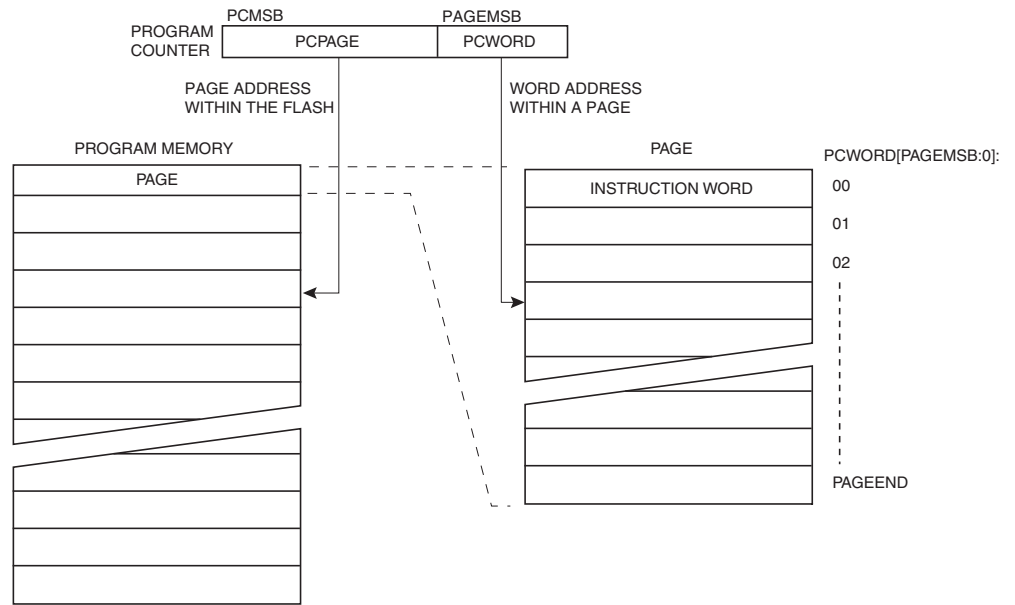 PCMSB
PAGEMSB
PROGRAM
COUNTER
PCPAGE
PCWORD
PAGE ADDRESS
WITHIN THE FLASH
WORD ADDRESS
WITHIN A PAGE
PROGRAM MEMORY
PAGE
PAGE
INSTRUCTION WORD
PCWORD[PAGEMSB:0]:
00
01
02
PAGEEND